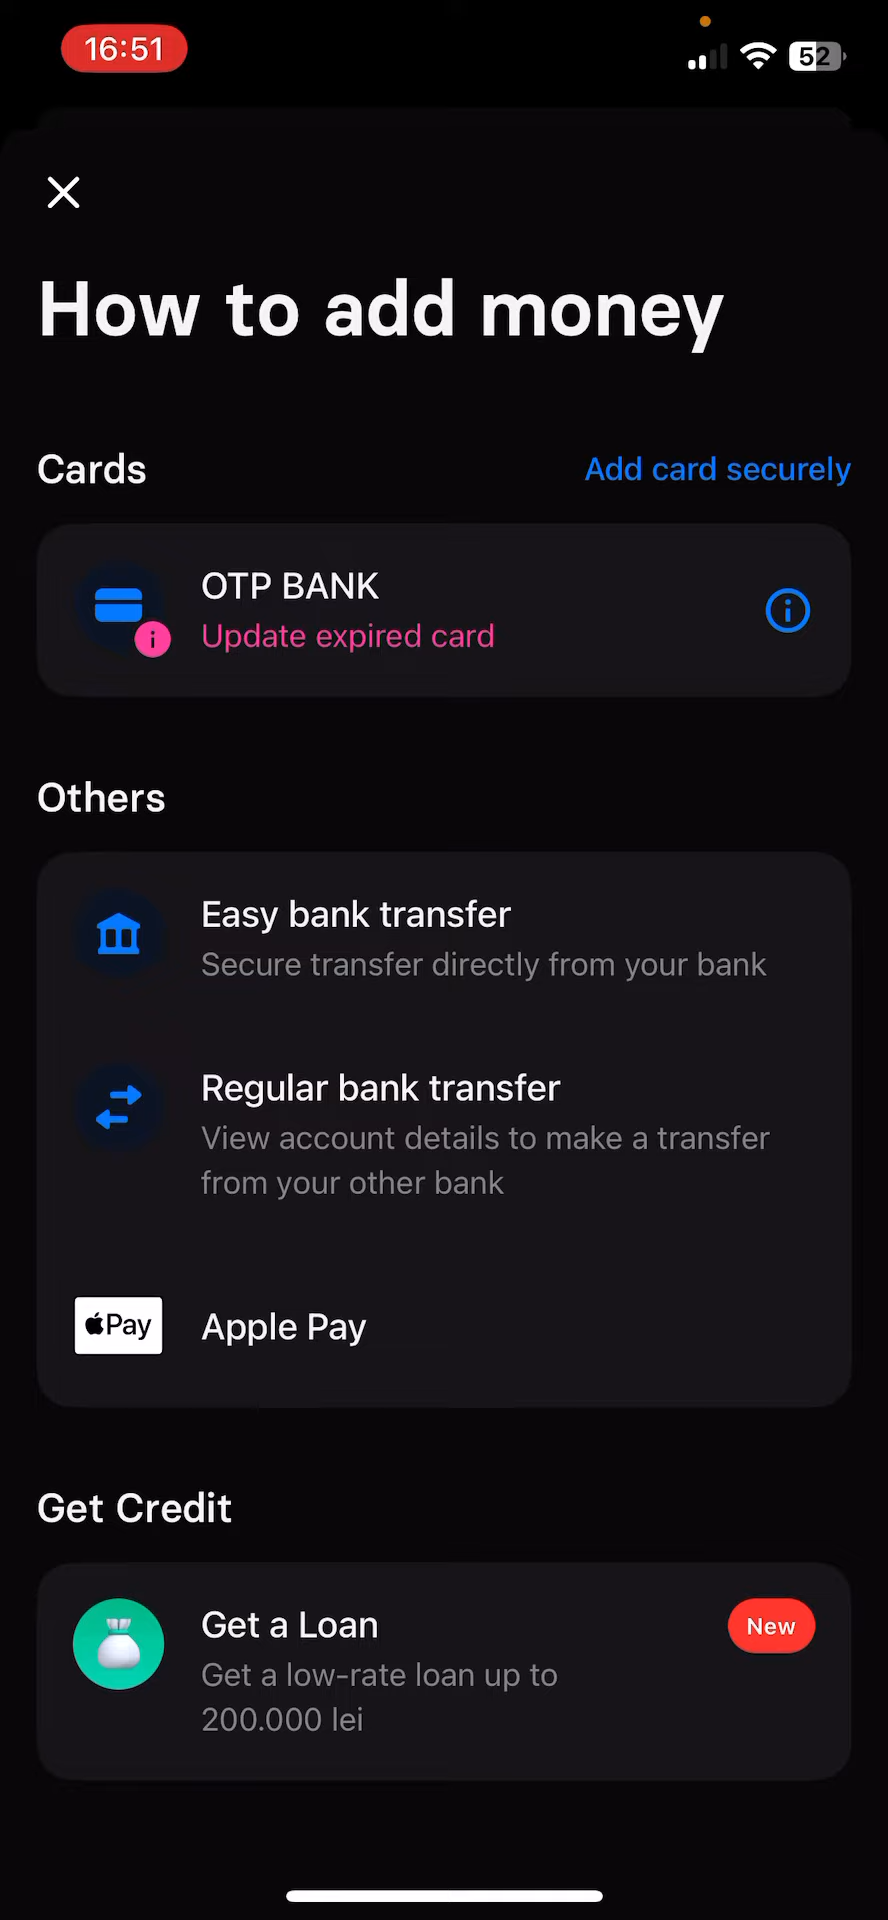 16:51
52
How to add money
Cards
Add card securely
OTP BANK
Update expired card
Others
Easy bank transfer
Secure transfer directly from your bank
Regular bank transfer
View account details to make a transfer
from your other bank
Pay
Apple Pay
Get Credit
Get a Loan
New
Get a low-rate loan up to
200.000 lei